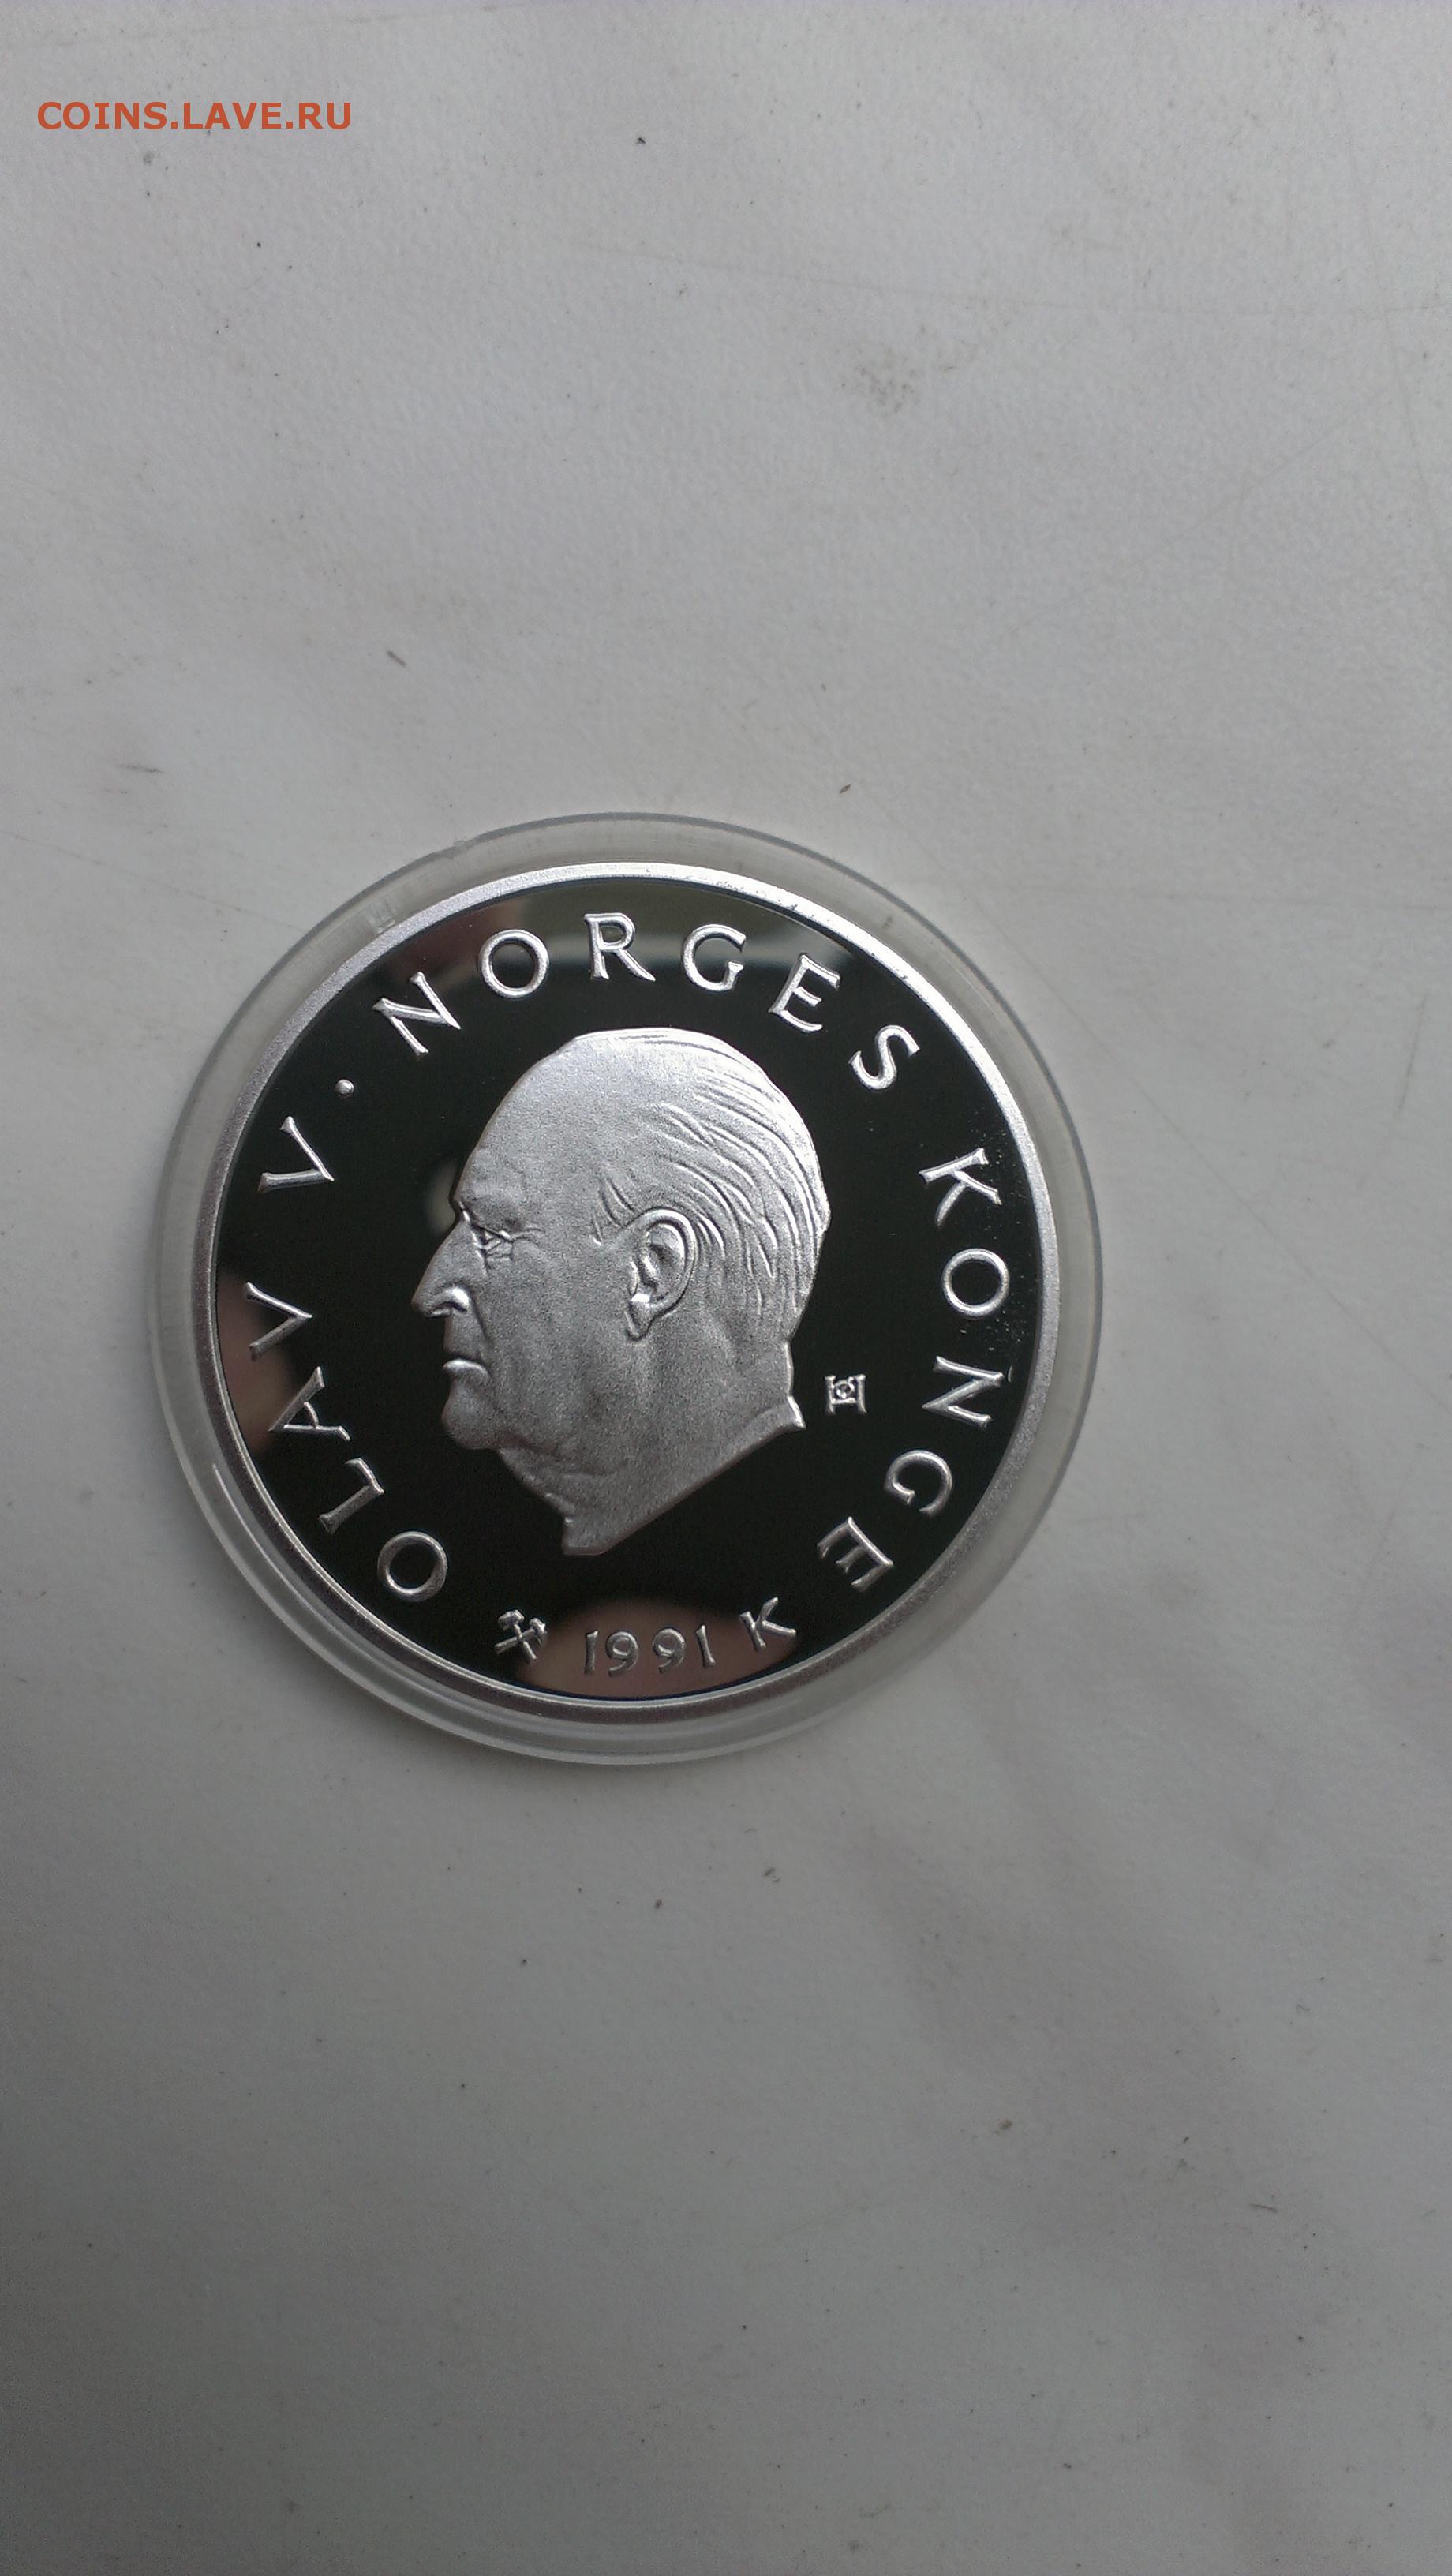 COINS.LAVE.RU
OLAV V · NORGES KONGE
1991 K